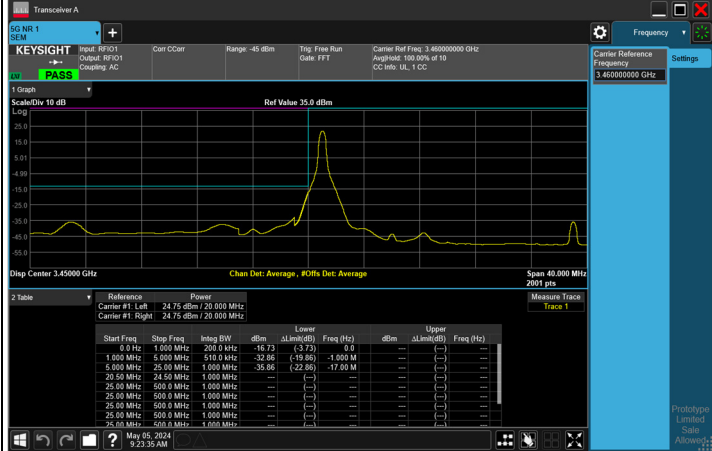 Transceiver A
5G NR 1
SEM
Frequency
KEYSIGHT
Input: RFIO1
Output: RFIO1
Coupling: AC
Corr CCorr
Range: -45 dBm
Trig: Free Run
Gate: FFT
Carrier Ref Freq: 3.460000000 GHz
Avg|Hold: 100.00% of 10
CC Info: UL, 1 CC
PASS
Carrier Reference
Frequency
3.460000000 GHz
Settings
1 Graph
Scale/Div 10 dB
Ref Value 35.0 dBm
Log
25.0
15.0
5.01
-4.99
-15.0
-25.0
-35.0
-45.0
-55.0
Disp Center 3.45000 GHz
Chan Det: Average , #Offs Det: Average
Span 40.000 MHz
2001 pts
2 Table
Reference Power
Carrier #1: Left 24.75 dBm / 20.000 MHz
Carrier #1: Right 24.75 dBm / 20.000 MHz
Measure Trace
Trace 1
Lower Upper
Start Freq Stop Freq Integ BW dBm ΔLimit(dB) Freq (Hz) dBm ΔLimit(dB) Freq (Hz)
0.0 Hz 1.000 MHz 200.0 kHz -16.73 (-3.73) 0.0 --- (---) ---
1.000 MHz 5.000 MHz 510.0 kHz -32.86 (-19.86) -1.000 M --- (---) ---
5.000 MHz 25.00 MHz 1.000 MHz -35.86 (-22.86) -17.00 M --- (---) ---
20.50 MHz 24.50 MHz 1.000 MHz --- (---) --- --- (---) ---
25.00 MHz 500.0 MHz 1.000 MHz --- (---) --- --- (---) ---
25.00 MHz 500.0 MHz 1.000 MHz --- (---) --- --- (---) ---
25.00 MHz 500.0 MHz 1.000 MHz --- (---) --- --- (---) ---
25.00 MHz 500.0 MHz 1.000 MHz --- (---) --- --- (---) ---
May 05, 2024
9:23:35 AM
Prototype
Limited
Sale
Allowed